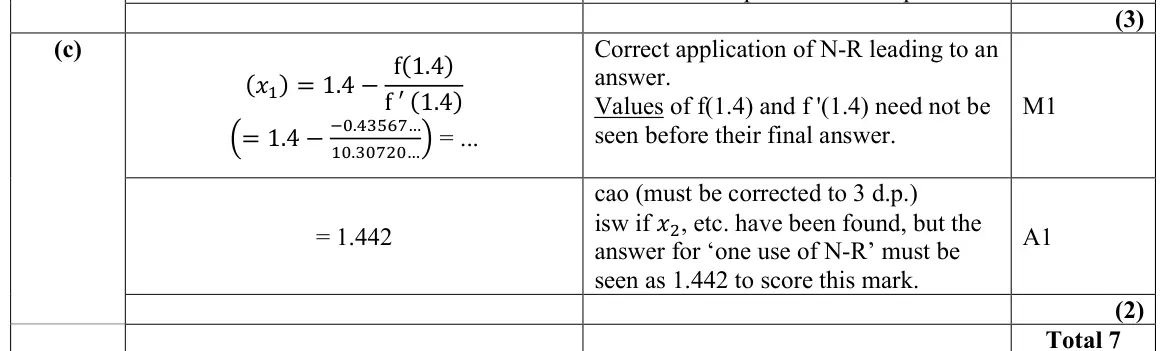 (3)
(c)
(x₁) = 1.4 − f(1.4) / f ′ (1.4)
(= 1.4 − −0.43567... / 10.30720...) = ...
Correct application of N-R leading to an
answer.
Values of f(1.4) and f '(1.4) need not be
seen before their final answer.
M1
= 1.442
cao (must be corrected to 3 d.p.)
isw if x₂, etc. have been found, but the
answer for ‘one use of N-R’ must be
seen as 1.442 to score this mark.
A1
(2)
Total 7